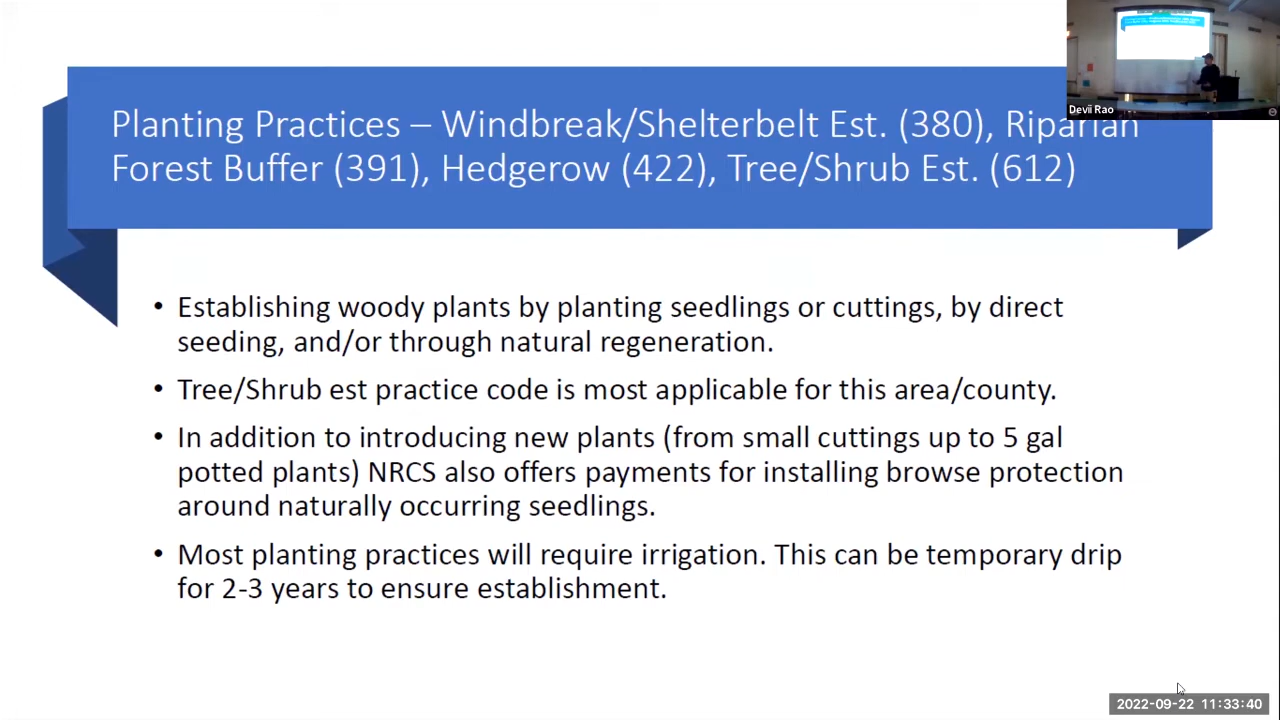 Devii Rao
Planting Practices – Windbreak/Shelterbelt Est. (380), Riparian
Forest Buffer (391), Hedgerow (422), Tree/Shrub Est. (612)
• Establishing woody plants by planting seedlings or cuttings, by direct
seeding, and/or through natural regeneration.
• Tree/Shrub est practice code is most applicable for this area/county.
• In addition to introducing new plants (from small cuttings up to 5 gal
potted plants) NRCS also offers payments for installing browse protection
around naturally occurring seedlings.
• Most planting practices will require irrigation. This can be temporary drip
for 2-3 years to ensure establishment.
2022-09-22 11:33:40